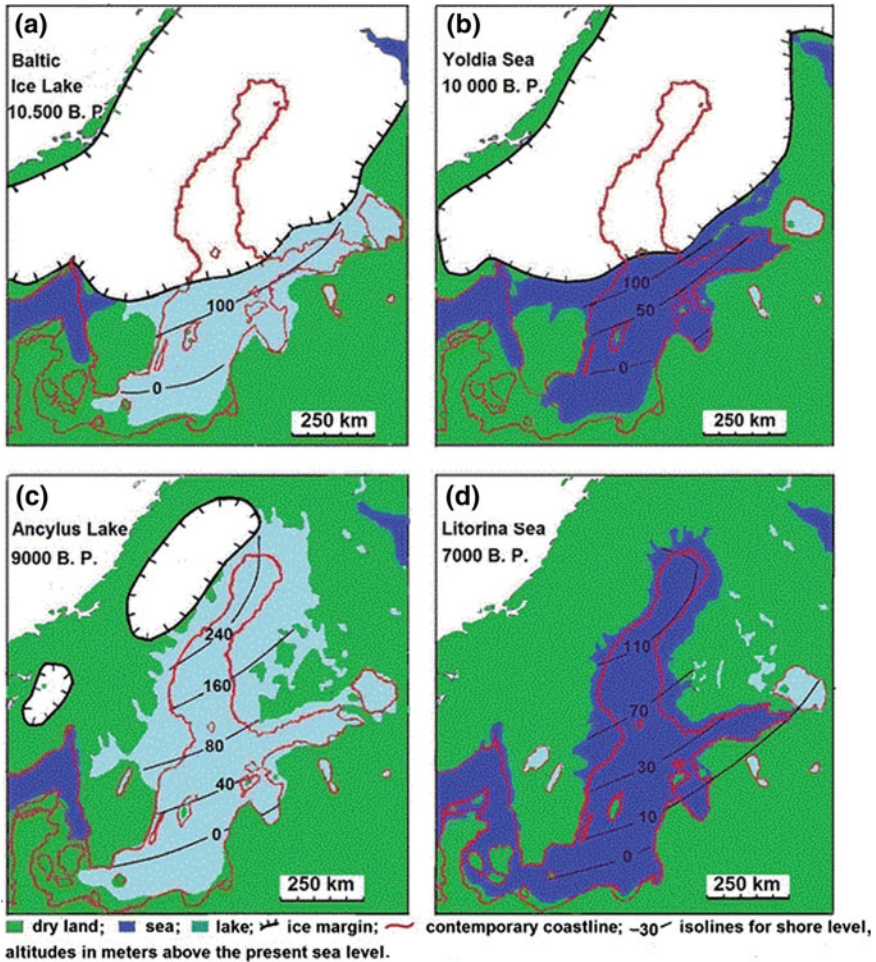 (a)
Baltic
Ice Lake
10.500 B. P.
100
0
250 km
(b)
Yoldia Sea
10 000 B. P.
100
50
0
250 km
(c)
Ancylus Lake
9000 B. P.
240
160
80
40
0
250 km
(d)
Litorina Sea
7000 B. P.
110
70
30
10
0
250 km
dry land; sea; lake; ice margin; contemporary coastline; –30 isolines for shore level,
altitudes in meters above the present sea level.